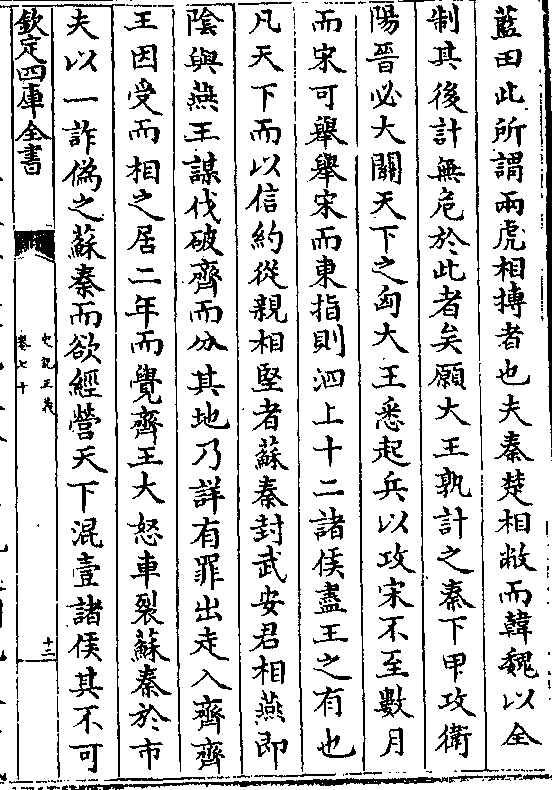 藍田此所謂兩虎相搏者也夫秦楚相敝而韓魏以全
制其後計無危於此者矣願大王孰計之秦下甲攻衛
陽晉必大關天下之匈大王悉起兵以攻宋不至數月
而宋可舉舉宋而東指則泗上十二諸侯盡王之有也
凡天下而以信約從親相堅者蘇秦封武安君相燕即
陰與燕王謀伐破齊而分其地乃詳有罪出走入齊齊
王因受而相之居二年而覺齊王大怒車裂蘇秦於市
夫以一詐偽之蘇秦而欲經營天下混壹諸侯其不可
欽定四庫全書
史記正義
卷七十
十三